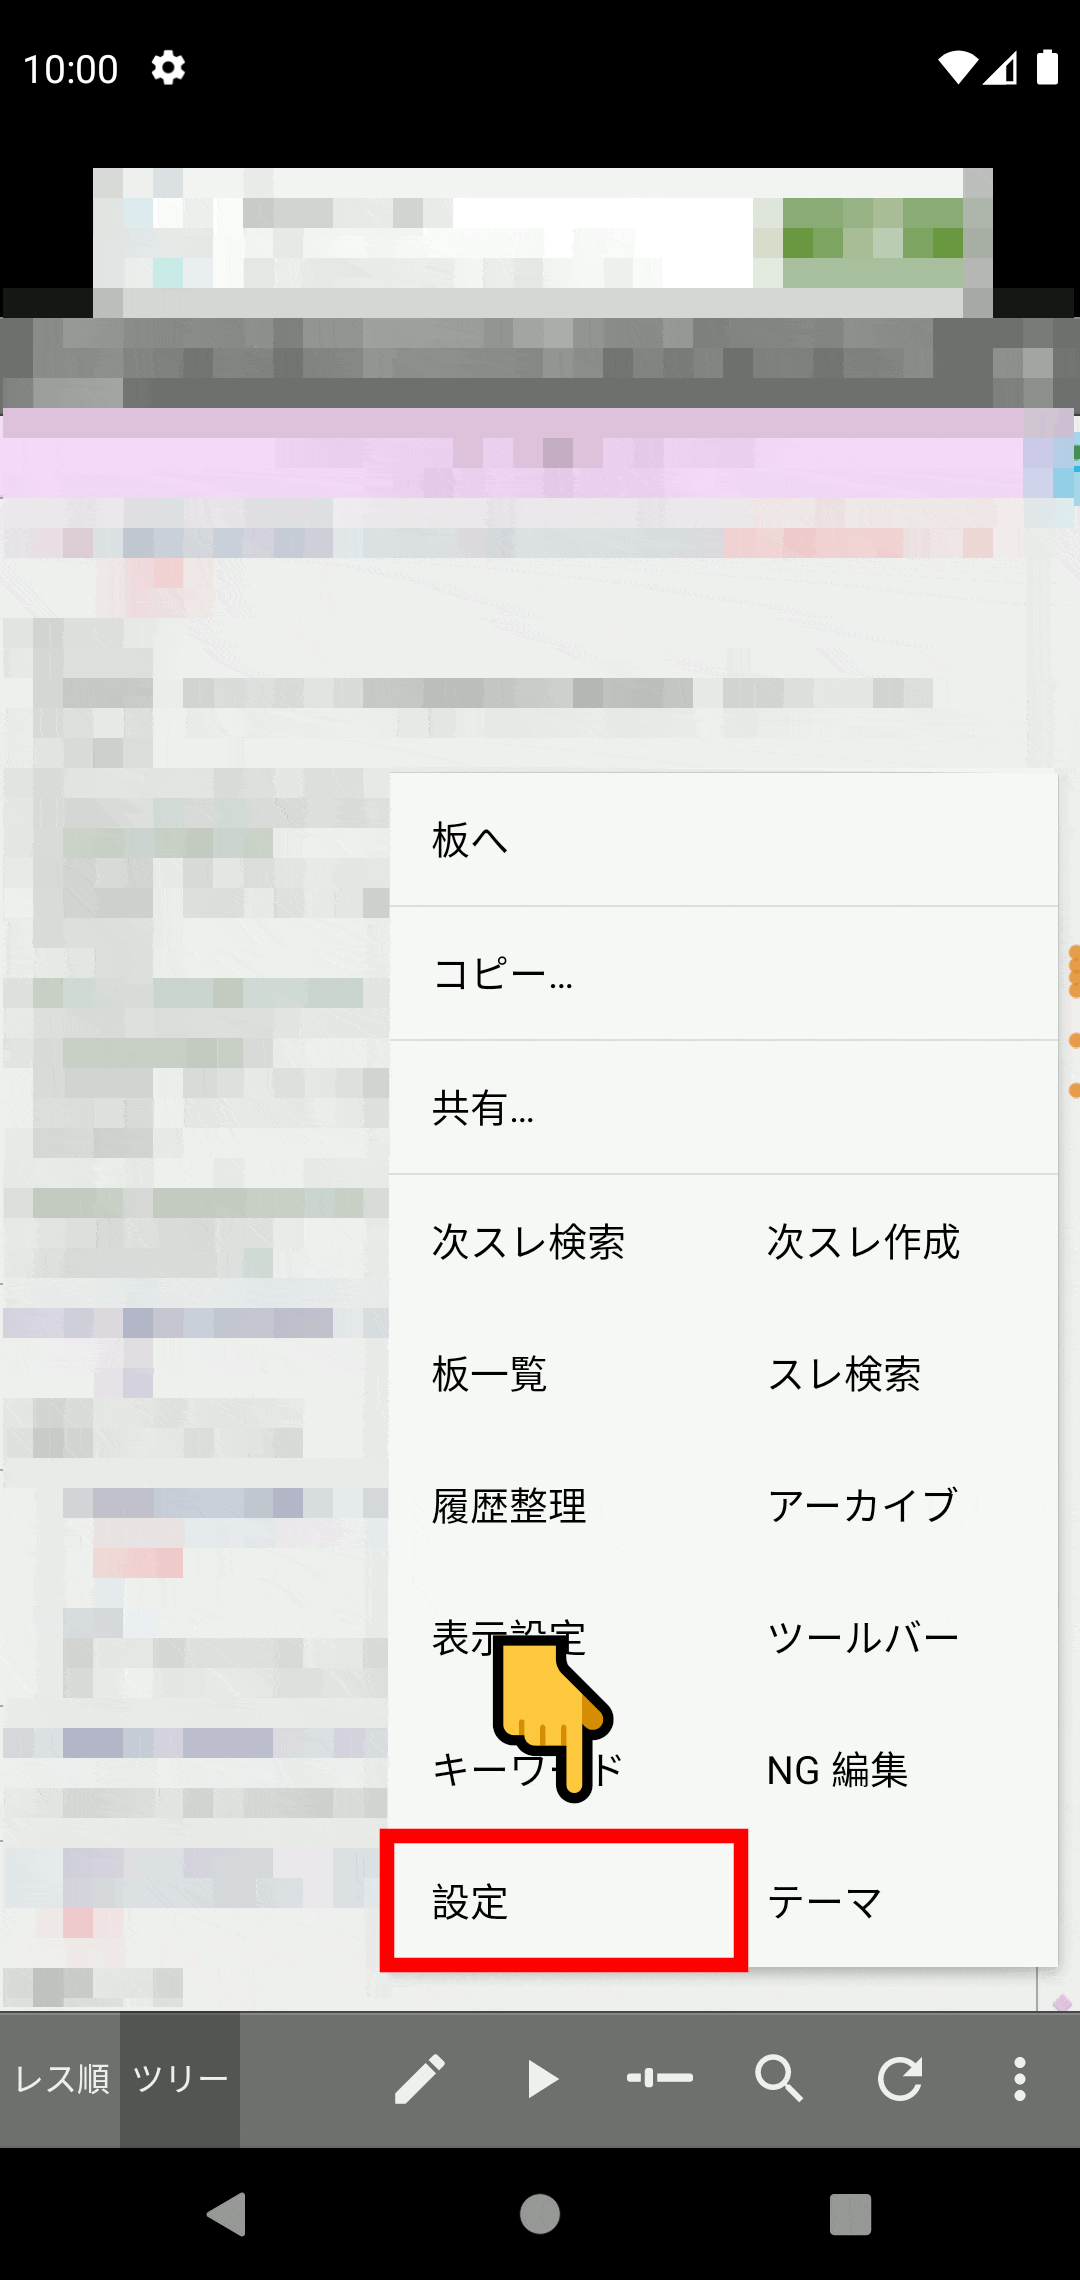 10:00
板へ
コピー...
共有...
次スレ検索 次スレ作成
板一覧 スレ検索
履歴整理 アーカイブ
表示設定 ツールバー
キーワード NG 編集
設定 テーマ
レス順 ツリー